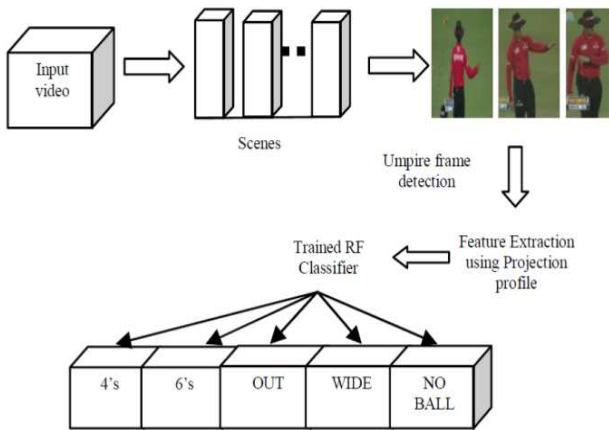 Input
video
Scenes
Umpire frame
detection
Feature Extraction
using Projection
profile
Trained RF
Classifier
4's
6's
OUT
WIDE
NO
BALL